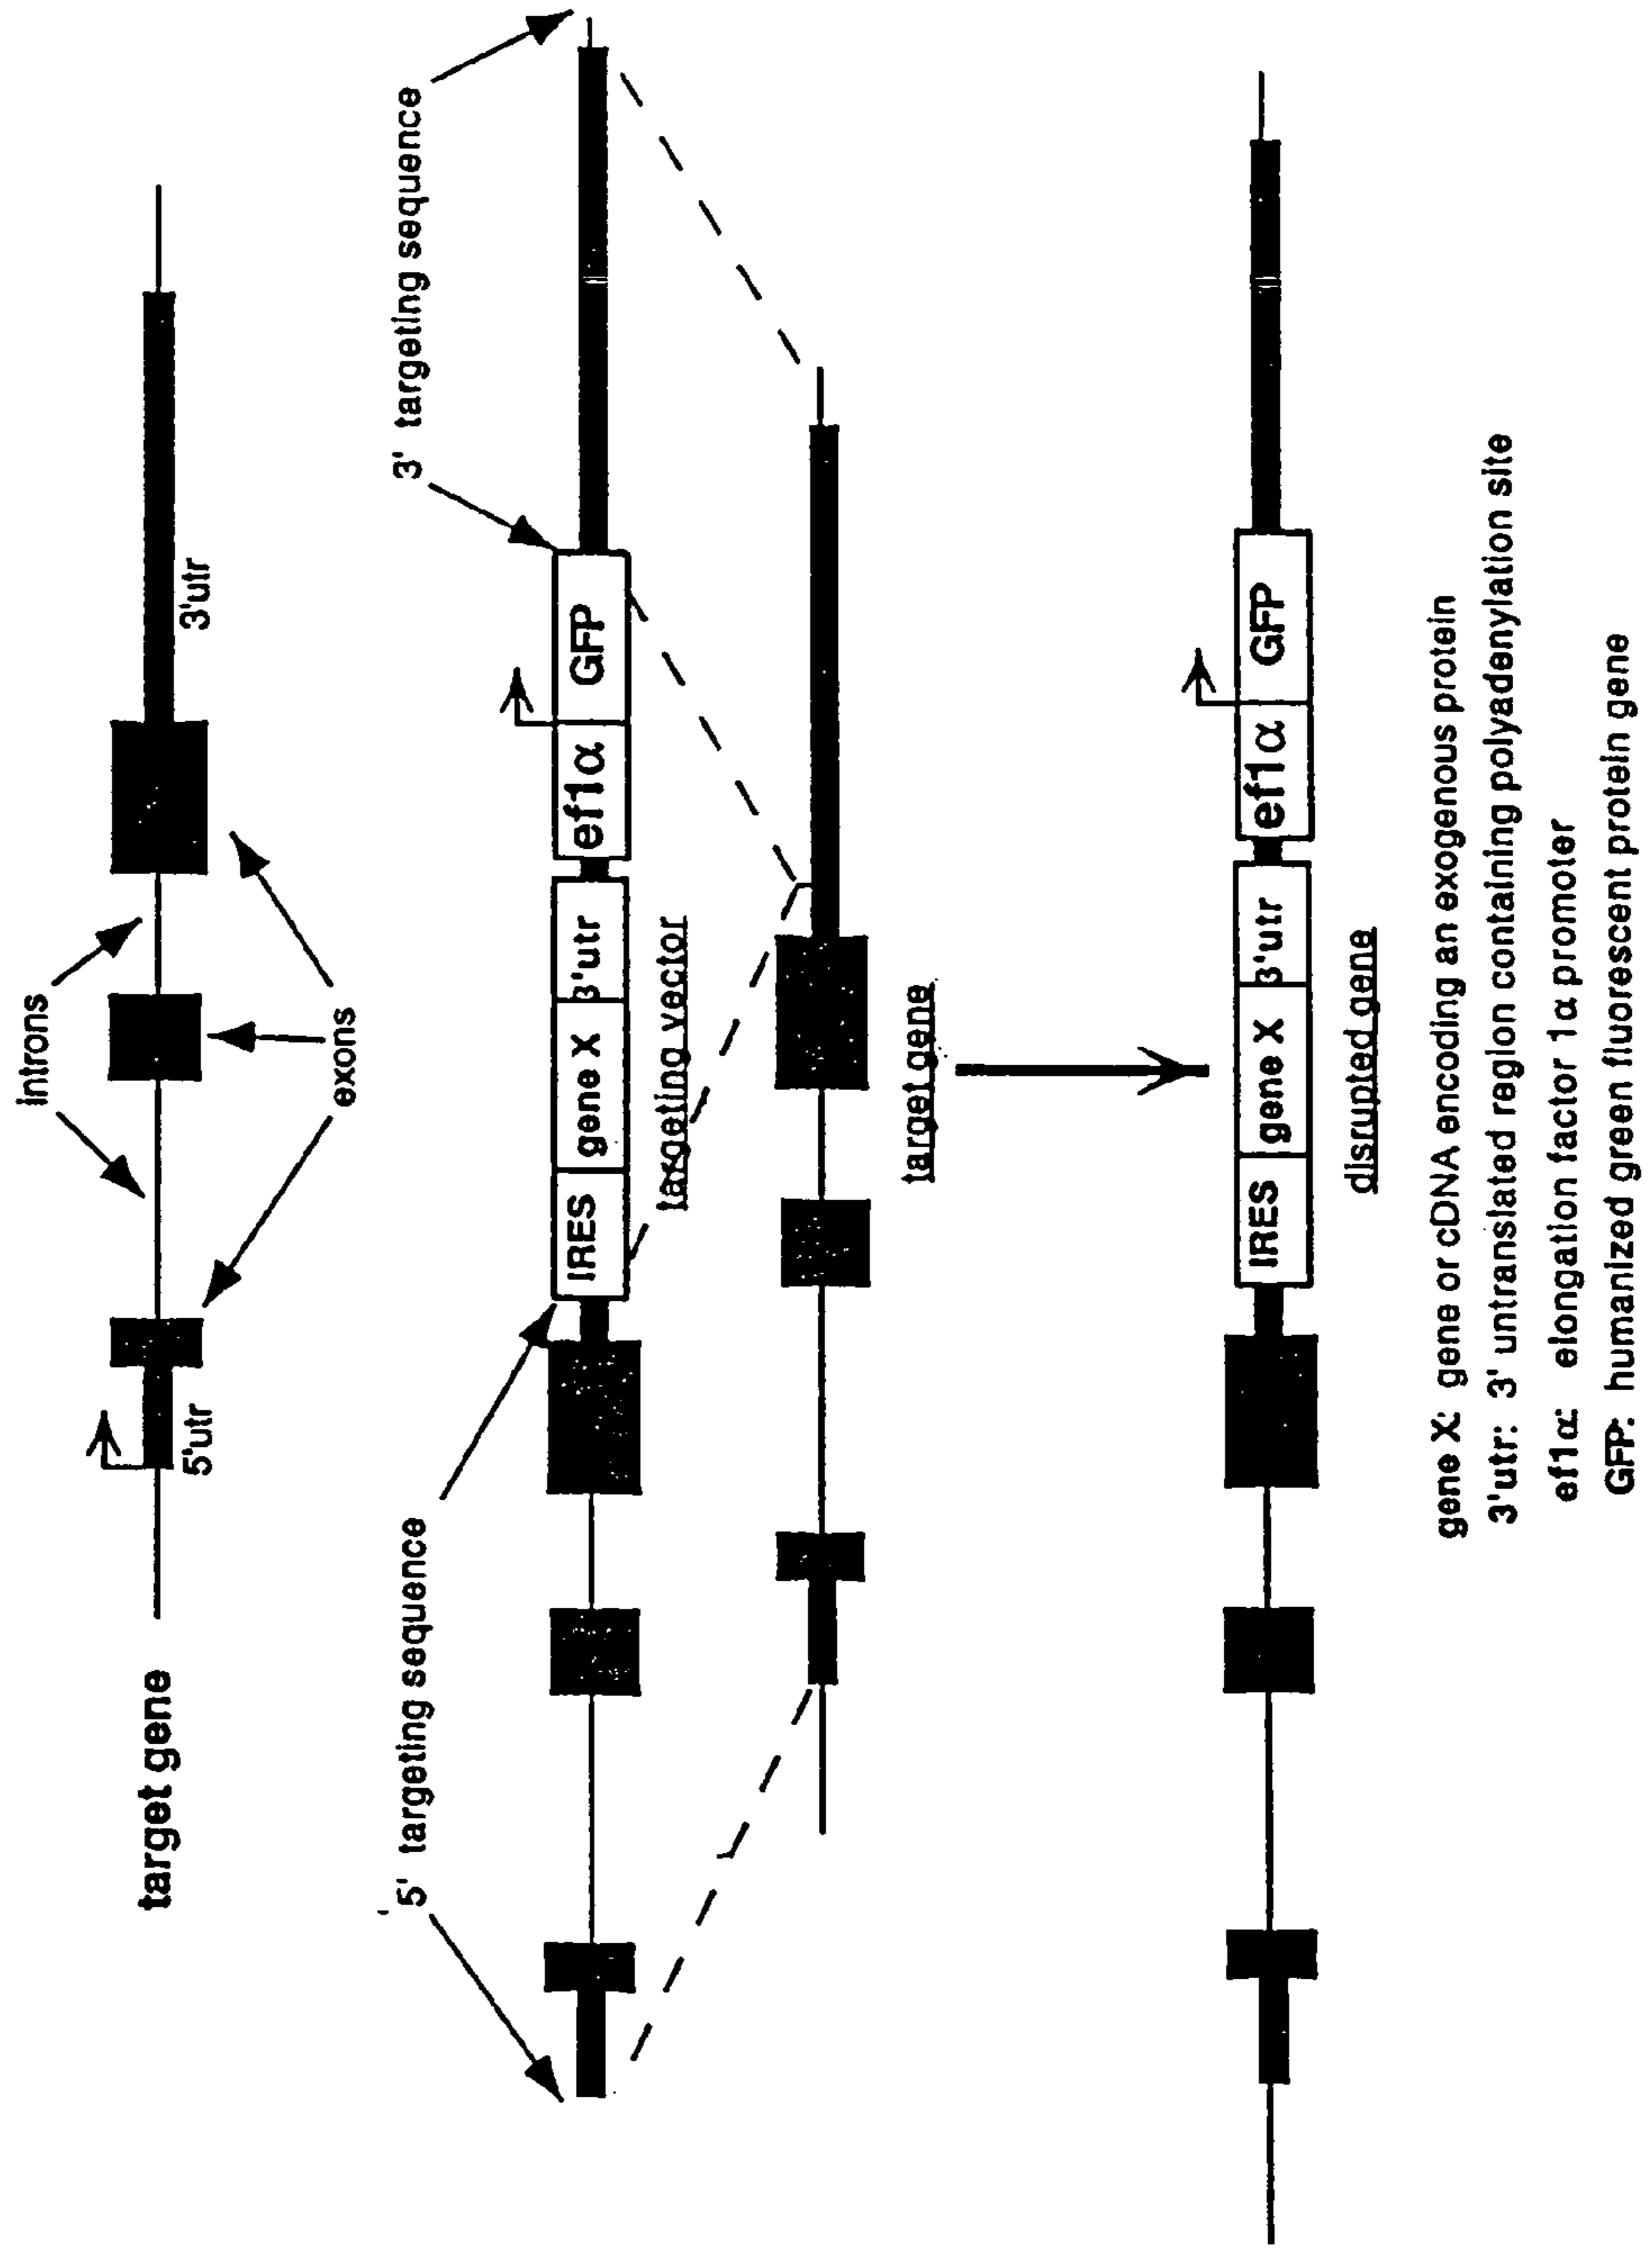 introns
target gene
5'utr
3'utr
exons
5' targeting sequence
3' targeting sequence
IRES gene X 3'utr ef1α GFP
targeting vector
target gene
IRES gene X 3'utr ef1α GFP
disrupted gene
gene X: gene or cDNA encoding an exogenous protein
3'utr: 3' untranslated region containing polyadenylation site
ef1α: elongation factor 1α promoter
GFP: humanized green fluorescent protein gene